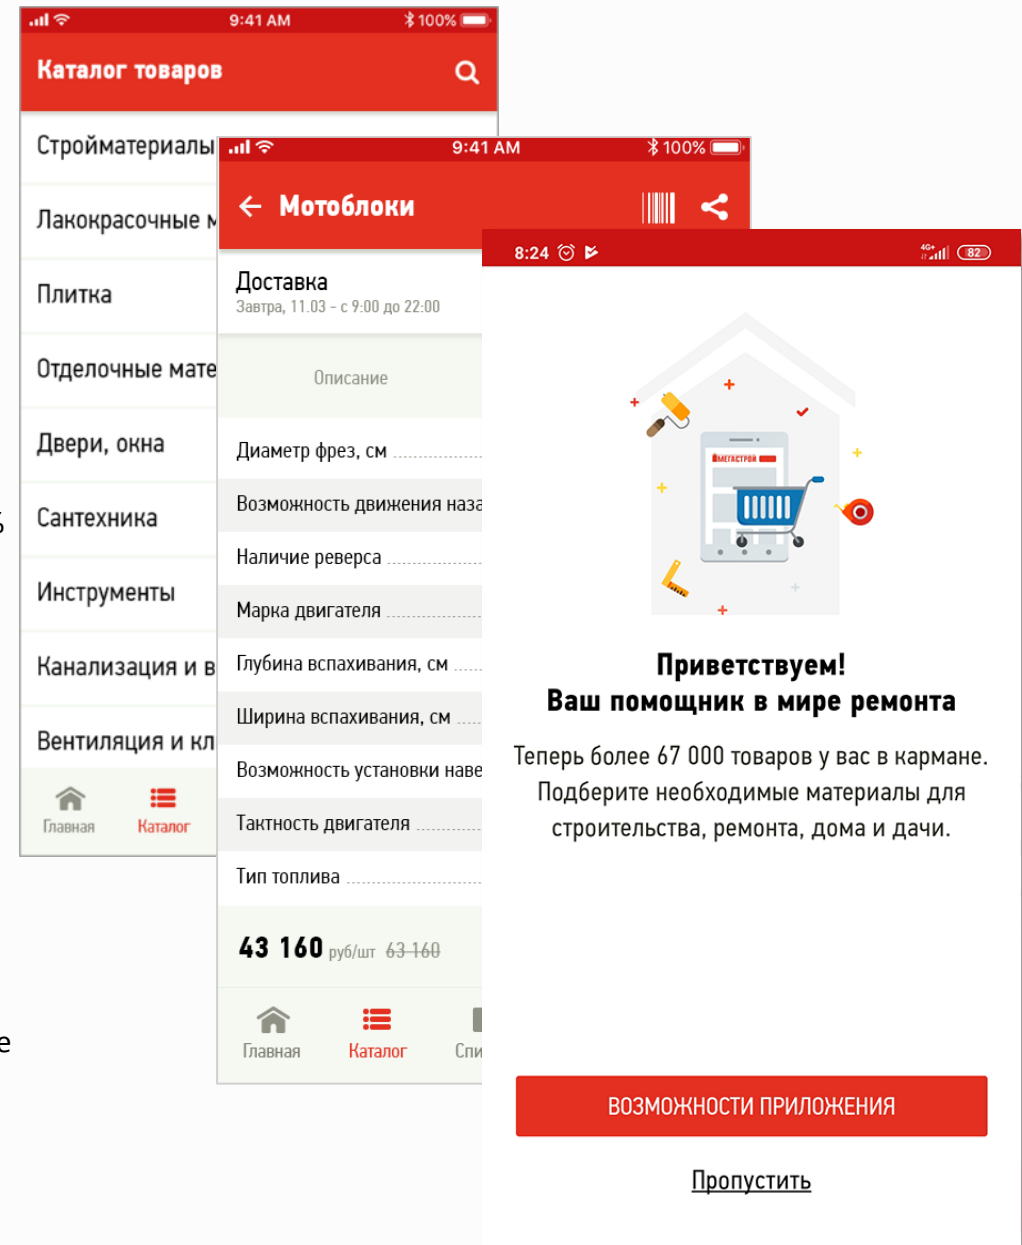 9:41 AM
100%
Каталог товаров
Стройматериалы
Лакокрасочные
Плитка
Отделочные мате
Двери, окна
Сантехника
Инструменты
Канализация и в
Вентиляция и кл
Главная
Каталог
%
е
9:41 AM
100%
Мотоблоки
Доставка
Завтра, 11.03 - с 9:00 до 22:00
Описание
Диаметр фрез, см
Возможность движения наза
Наличие реверса
Марка двигателя
Глубина вспахивания, см
Ширина вспахивания, см
Возможность установки наве
Тактность двигателя
Тип топлива
43 160 руб/шт 63 160
Главная
Каталог
Спи
8:24
4G+
82
МЕГАСТРОЙ
Приветствуем!
Ваш помощник в мире ремонта
Теперь более 67 000 товаров у вас в кармане.
Подберите необходимые материалы для
строительства, ремонта, дома и дачи.
ВОЗМОЖНОСТИ ПРИЛОЖЕНИЯ
Пропустить